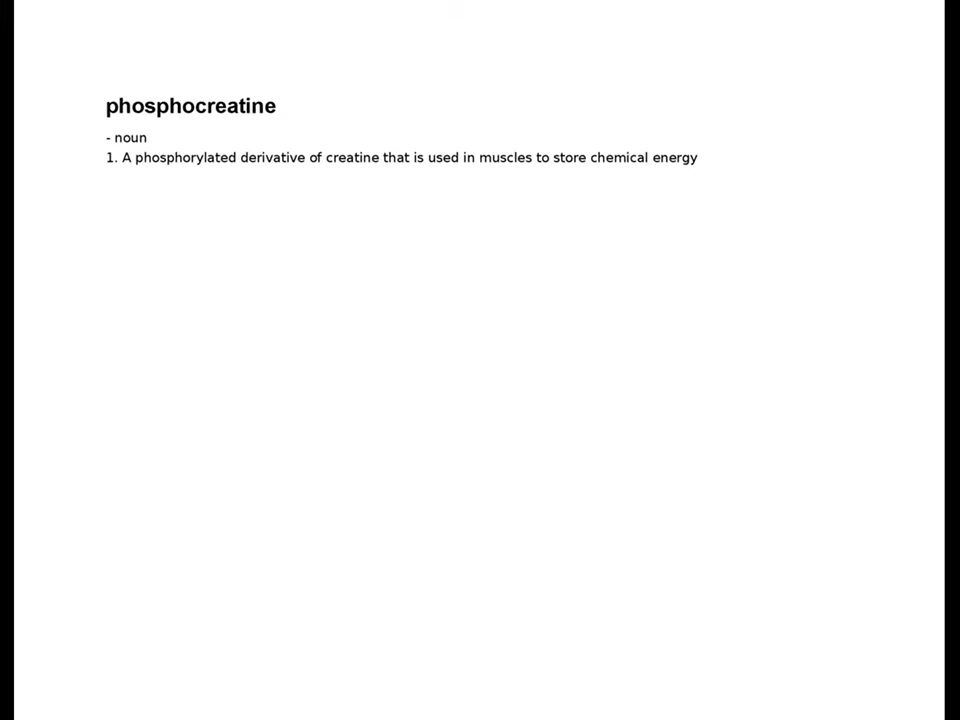 phosphocreatine
- noun
1. A phosphorylated derivative of creatine that is used in muscles to store chemical energy